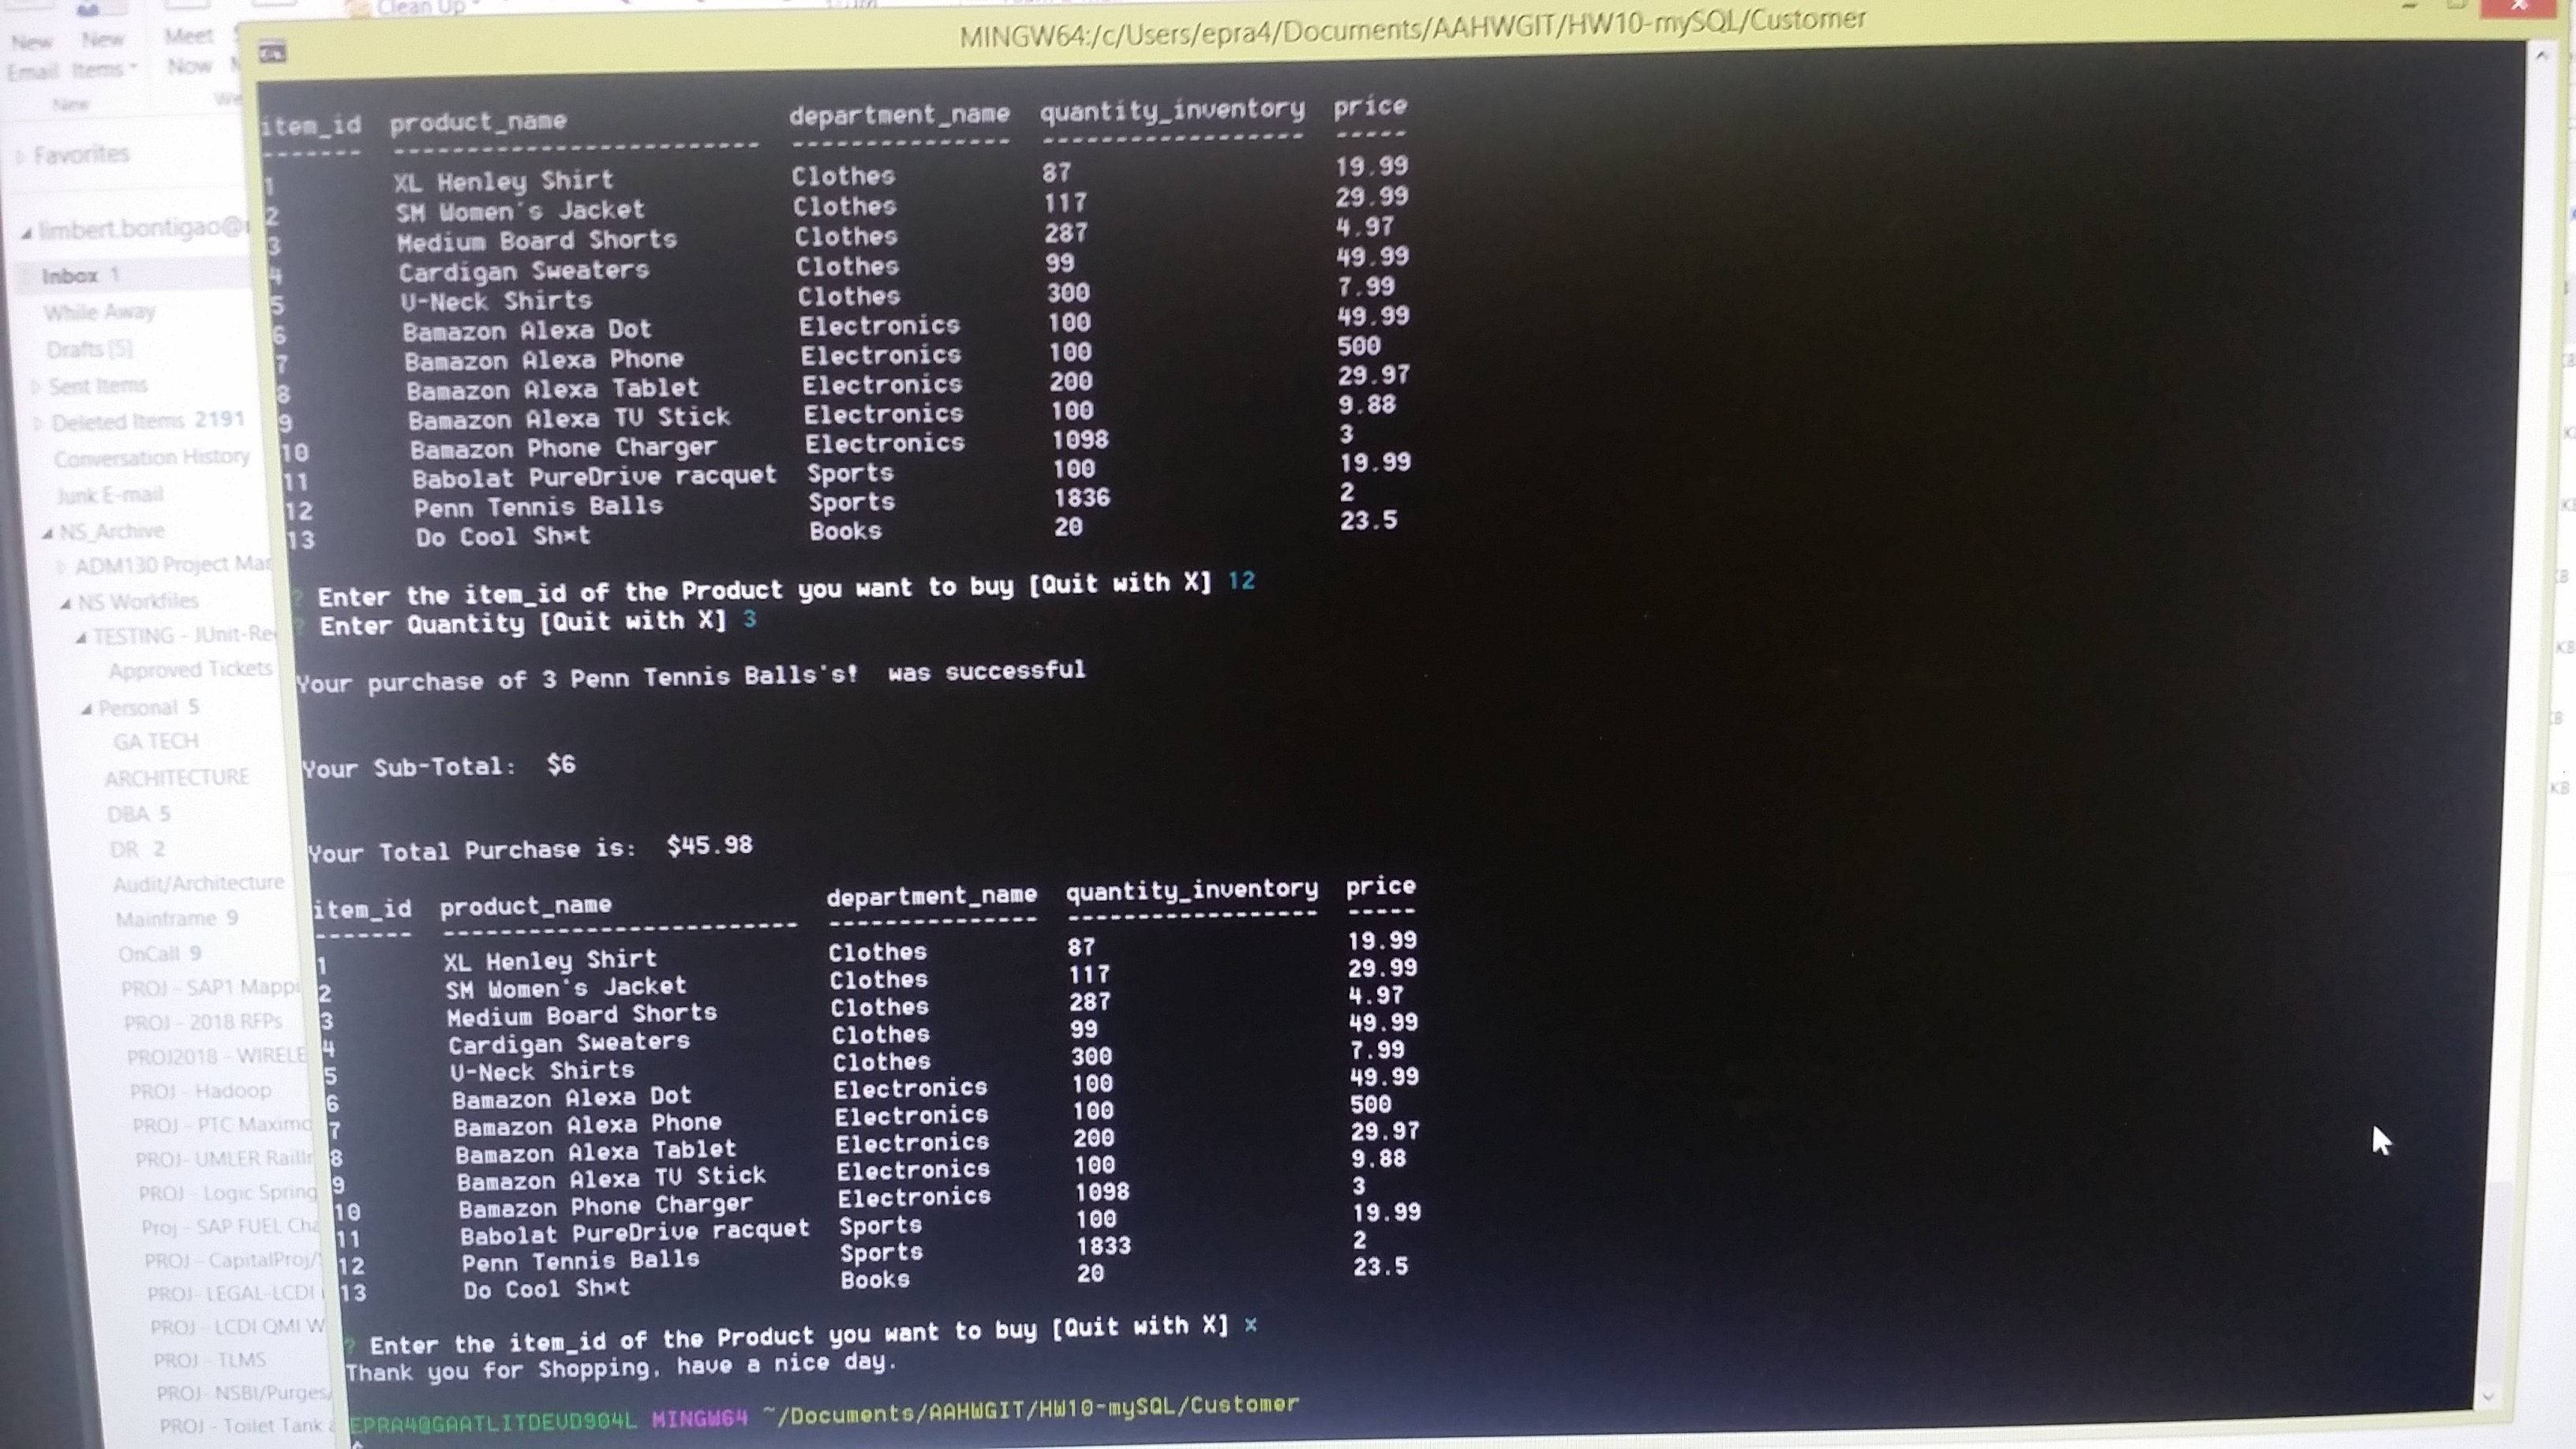 Clean Up
New New Meet
Email Items Now
New
MINGW64:/c/Users/epra4/Documents/AAHWGIT/HW10-mySQL/Customer
Favorites
limbert.bontigao@
Inbox 1
While Away
Drafts [5]
Sent Items
Deleted Items 2191
Conversation History
Junk E-mail
NS_Archive
ADM130 Project Mar
NS Workfiles
TESTING - JUnit-Re
Approved Tickets
Personal 5
GA TECH
ARCHITECTURE
DBA 5
DR 2
Audit/Architecture
Mainframe 9
OnCall 9
PROJ - SAP1 Mappi
PROJ - 2018 RFPs
PROJ2018 - WIRELE
PROJ - Hadoop
PROJ - PTC Maximo
PROJ- UMLER RailIr
PROJ - Logic Spring
Proj - SAP FUEL Cha
PROJ - CapitalProj/
PROJ- LEGAL-LCDI
PROJ - LCDI QMI W
PROJ - TLMS
PROJ- NSBI/Purges/
PROJ - Toilet Tank
item_id product_name department_name quantity_inventory price
------- ------------------------- --------------- ------------------ -----
1 XL Henley Shirt Clothes 87 19.99
2 SM Women's Jacket Clothes 117 29.99
3 Medium Board Shorts Clothes 287 4.97
4 Cardigan Sweaters Clothes 99 49.99
5 V-Neck Shirts Clothes 300 7.99
6 Bamazon Alexa Dot Electronics 100 49.99
7 Bamazon Alexa Phone Electronics 100 500
8 Bamazon Alexa Tablet Electronics 200 29.97
9 Bamazon Alexa TV Stick Electronics 100 9.88
10 Bamazon Phone Charger Electronics 1098 3
11 Babolat PureDrive racquet Sports 100 19.99
12 Penn Tennis Balls Sports 1836 2
13 Do Cool Sh*t Books 20 23.5
? Enter the item_id of the Product you want to buy [Quit with X] 12
? Enter Quantity [Quit with X] 3
Your purchase of 3 Penn Tennis Balls's! was successful
Your Sub-Total: $6
Your Total Purchase is: $45.98
item_id product_name department_name quantity_inventory price
------- ------------------------- --------------- ------------------ -----
1 XL Henley Shirt Clothes 87 19.99
2 SM Women's Jacket Clothes 117 29.99
3 Medium Board Shorts Clothes 287 4.97
4 Cardigan Sweaters Clothes 99 49.99
5 V-Neck Shirts Clothes 300 7.99
6 Bamazon Alexa Dot Electronics 100 49.99
7 Bamazon Alexa Phone Electronics 100 500
8 Bamazon Alexa Tablet Electronics 200 29.97
9 Bamazon Alexa TV Stick Electronics 100 9.88
10 Bamazon Phone Charger Electronics 1098 3
11 Babolat PureDrive racquet Sports 100 19.99
12 Penn Tennis Balls Sports 1833 2
13 Do Cool Sh*t Books 20 23.5
? Enter the item_id of the Product you want to buy [Quit with X] x
Thank you for Shopping, have a nice day.
EPRA4@GAATLITDEVD904L MINGW64 ~/Documents/AAHWGIT/HW10-mySQL/Customer